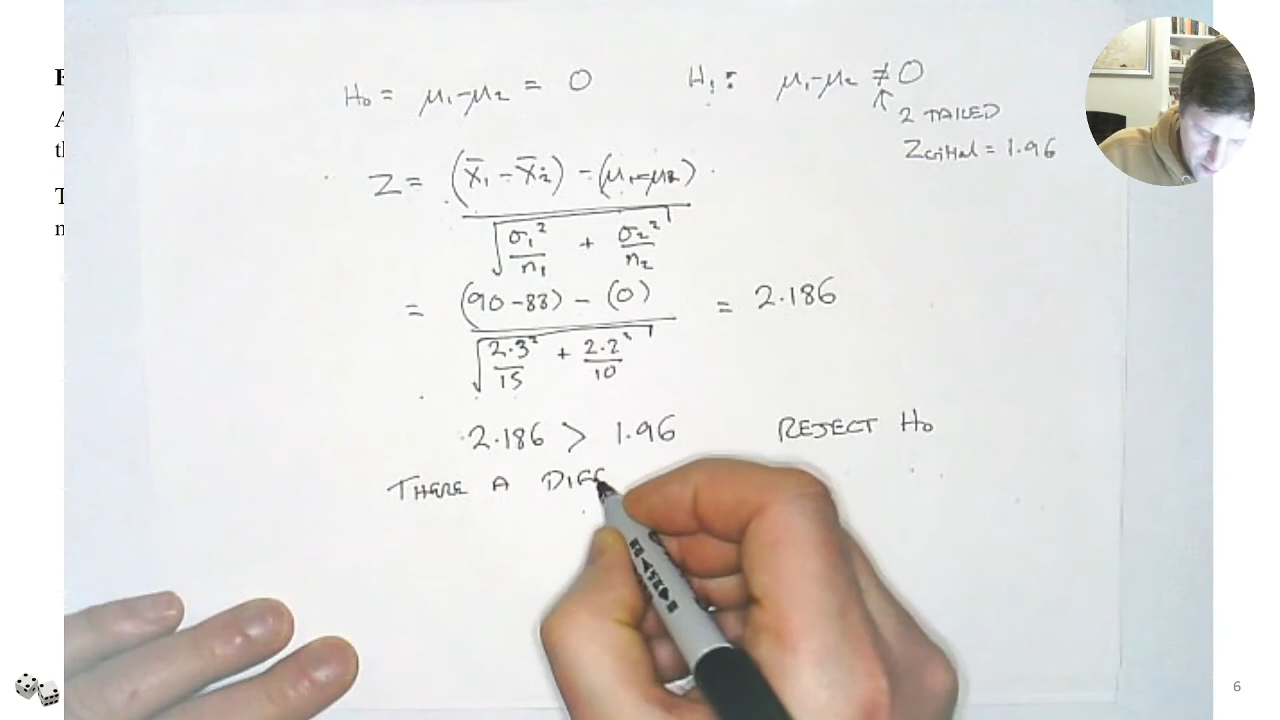 H₀ = μ₁-μ₂ = 0 H₁: μ₁-μ₂ ≠ 0
↑
2 TAILED
Zcritical = 1.96
Z = (x̄₁ - x̄₂) - (μ₁-μ₂)
√ σ₁²/n₁ + σ₂²/n₂
= (90-88) - (0) = 2.186
√ 2.3²/15 + 2.2²/10
2.186 > 1.96 REJECT H₀
THERE A DIFF
A
T
6